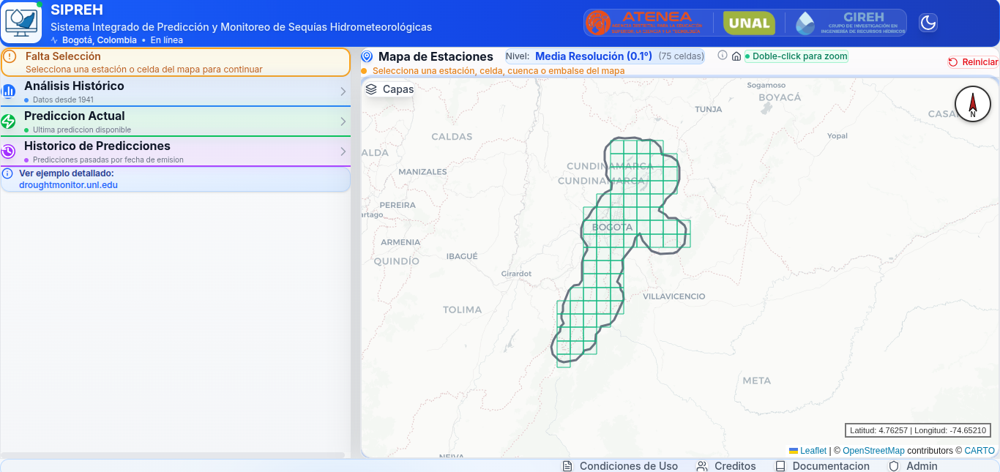 SIPREH
Sistema Integrado de Predicción y Monitoreo de Sequías Hidrometeorológicas
Bogotá, Colombia • En línea
ATENEA
AGENCIA DISTRITAL PARA LA EDUCACIÓN
SUPERIOR, LA CIENCIA Y LA TECNOLOGÍA
UNAL
GIREH
GRUPO DE INVESTIGACIÓN EN
INGENIERÍA DE RECURSOS HÍDRICOS
Falta Selección
Selecciona una estación o celda del mapa para continuar
Análisis Histórico
Datos desde 1941
Prediccion Actual
Ultima prediccion disponible
Historico de Predicciones
Predicciones pasadas por fecha de emision
Ver ejemplo detallado:
droughtmonitor.unl.edu
Mapa de Estaciones
Nivel: Media Resolución (0.1°) (75 celdas)
Doble-click para zoom
Reiniciar
Selecciona una estación, celda, cuenca o embalse del mapa
Capas
Sogamoso
BOYACÁ
TUNJA
CASA
N
CALDAS
Yopal
ALDA
CUNDINAMARCA
MANIZALES
CUNDINAMARCA
PEREIRA
artago
BOGOTÁ
ARMENIA
IBAGUÉ
QUINDÍO
Girardot
VILLAVICENCIO
TOLIMA
META
NEIVA
Latitud: 4.76257 | Longitud: -74.65210
Leaflet | © OpenStreetMap contributors © CARTO
Condiciones de Uso
Creditos
Documentacion
Admin